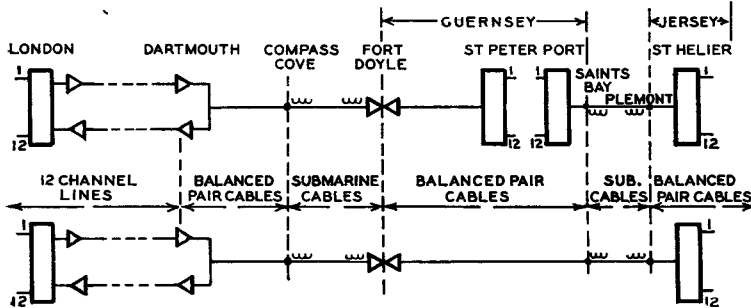 GUERNSEY
JERSEY
LONDON
DARTMOUTH
COMPASS
COVE
FORT
DOYLE
ST PETER PORT
ST HELIER
SAINTS
BAY
PLEMONT
1
12
1
12
1
12
1
12
12 CHANNEL
LINES
BALANCED
PAIR CABLES
SUBMARINE
CABLES
BALANCED PAIR
CABLES
SUB.
CABLES
BALANCED
PAIR CABLES
1
12
1
12